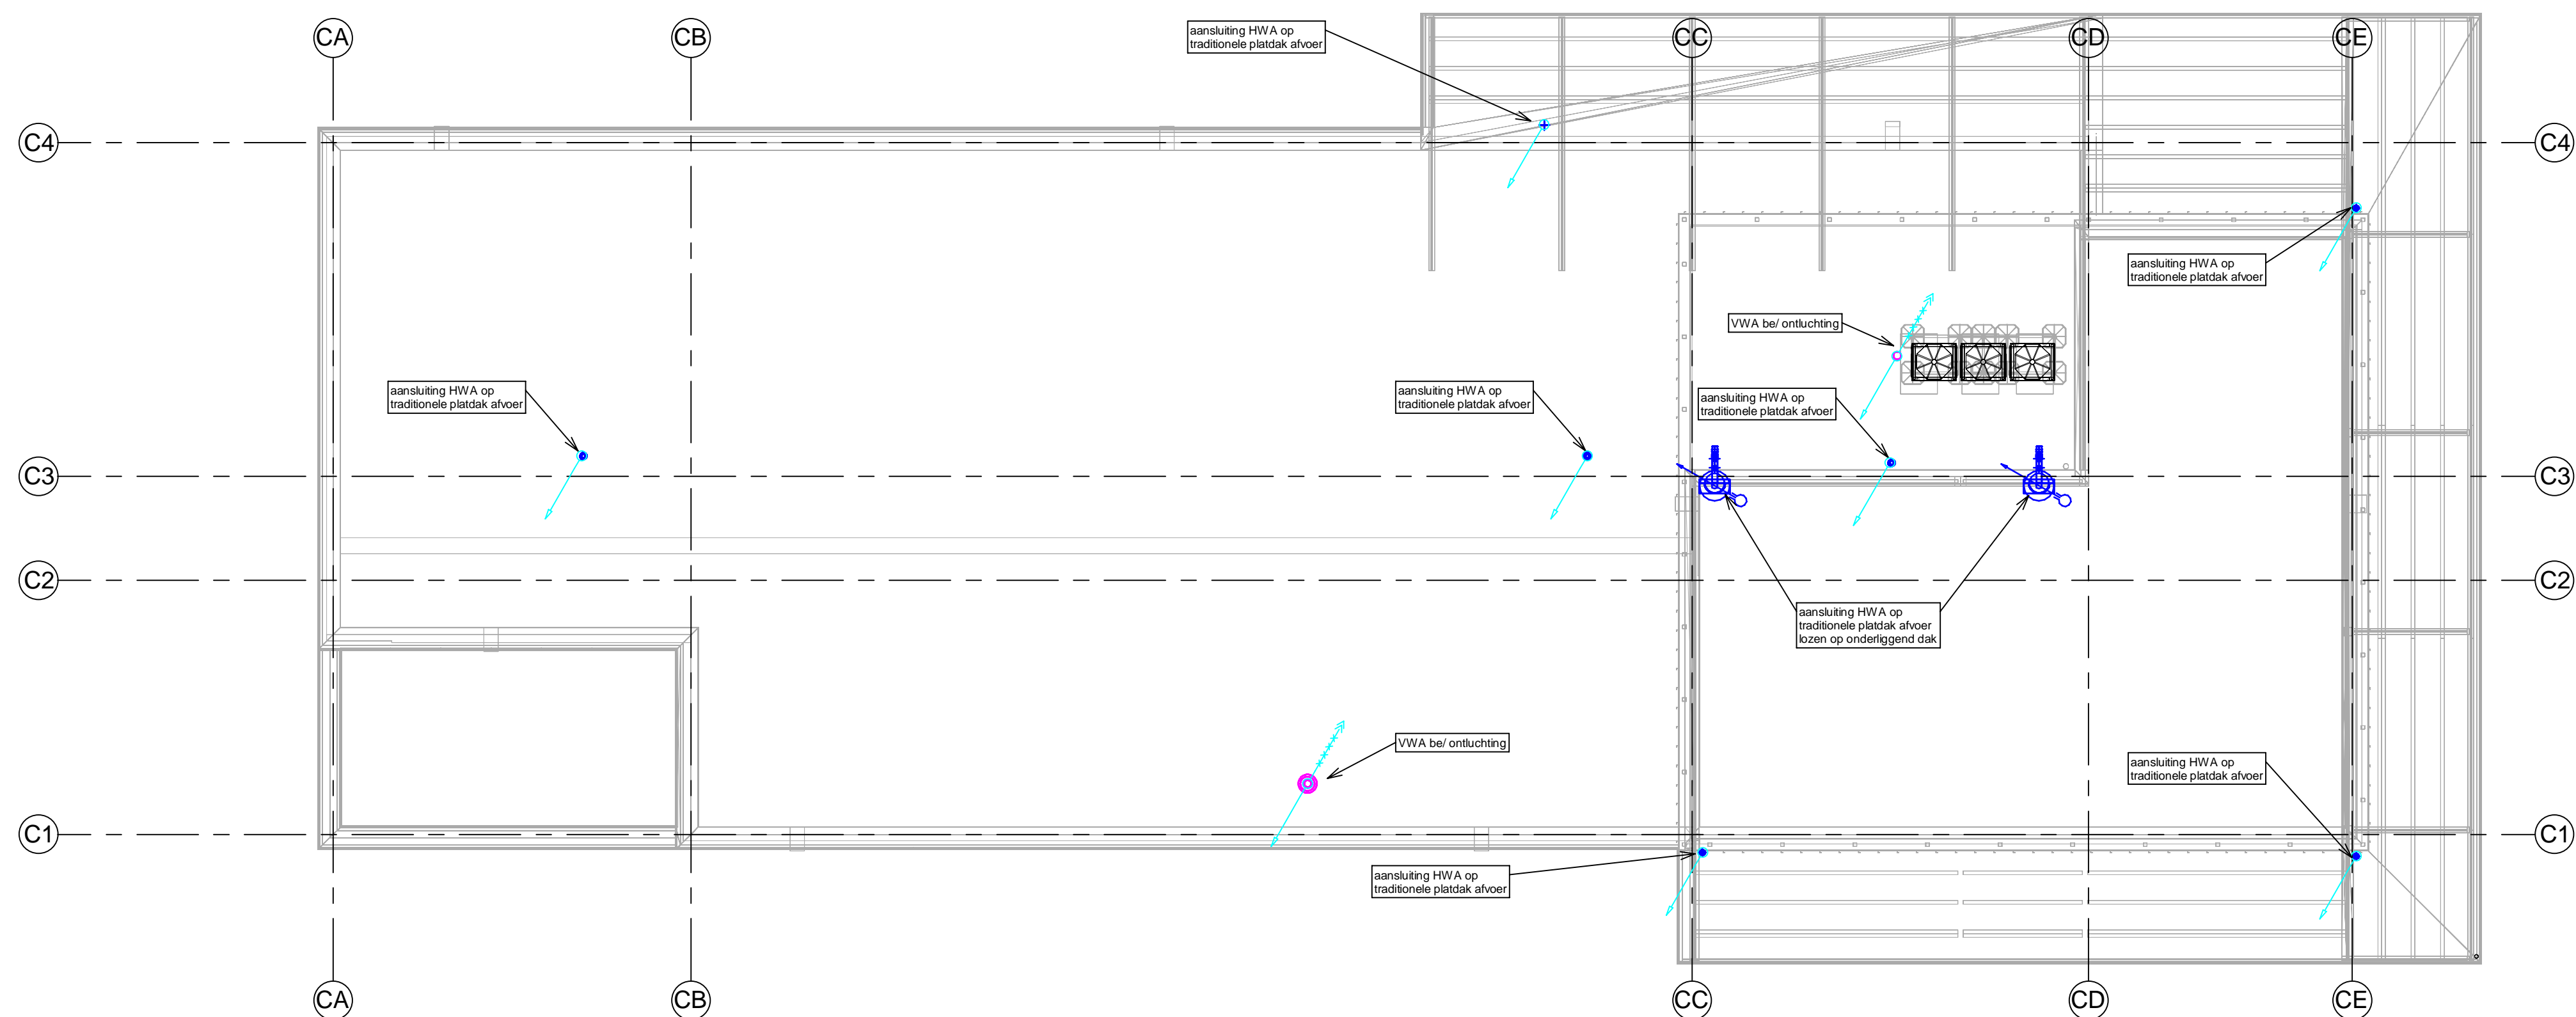 CA
CB
CC
CD
CE
aansluiting HWA op
traditionele platdak afvoer
C4
C4
aansluiting HWA op
traditionele platdak afvoer
VWA be/ ontluchting
aansluiting HWA op
traditionele platdak afvoer
aansluiting HWA op
traditionele platdak afvoer
aansluiting HWA op
traditionele platdak afvoer
C3
C3
C2
C2
aansluiting HWA op
traditionele platdak afvoer
lozen op onderliggend dak
VWA be/ ontluchting
aansluiting HWA op
traditionele platdak afvoer
C1
C1
aansluiting HWA op
traditionele platdak afvoer
CA
CB
CC
CD
CE